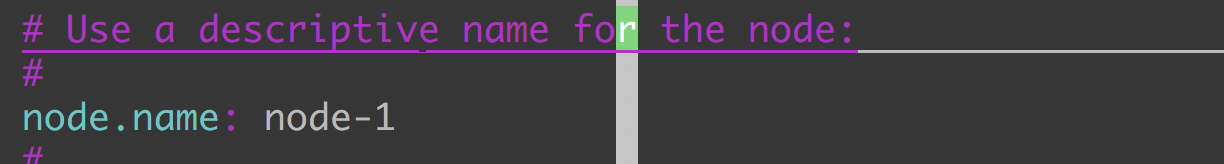 # Use a descriptive name for the node:
#
node.name: node-1
#